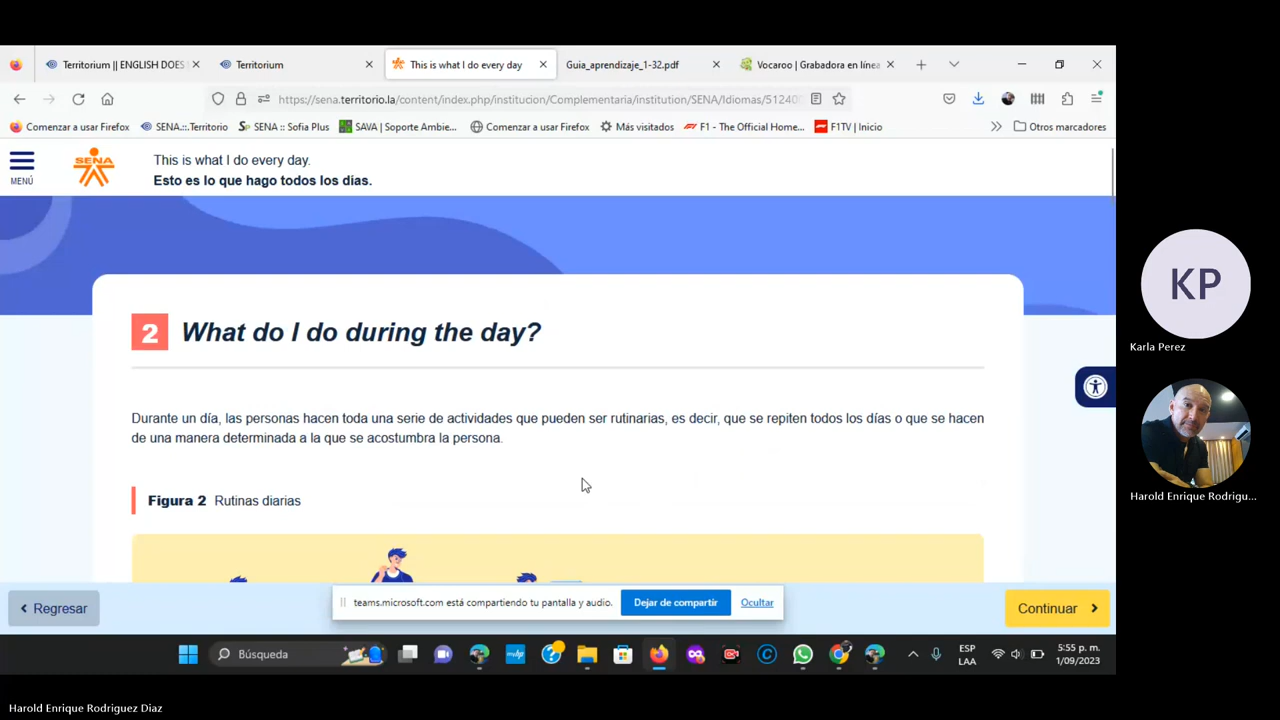 Territorium || ENGLISH DOES
Territorium
This is what I do every day
Guia_aprendizaje_1-32.pdf
Vocaroo | Grabadora en línea
https://sena.territorio.la/content/index.php/institucion/Complementaria/institution/SENA/Idiomas/51240
Comenzar a usar Firefox
SENA.::.Territorio
SENA :: Sofia Plus
SAVA | Soporte Ambie...
Comenzar a usar Firefox
Más visitados
F1 - The Official Home...
F1TV | Inicio
Otros marcadores
MENÚ
SENA
This is what I do every day.
Esto es lo que hago todos los días.
2 What do I do during the day?
Durante un día, las personas hacen toda una serie de actividades que pueden ser rutinarias, es decir, que se repiten todos los días o que se hacen
de una manera determinada a la que se acostumbra la persona.
Figura 2 Rutinas diarias
Regresar
teams.microsoft.com está compartiendo tu pantalla y audio.
Dejar de compartir
Ocultar
Continuar
Búsqueda
ESP
LAA
5:55 p. m.
1/09/2023
KP
Karla Perez
Harold Enrique Rodrigu...
Harold Enrique Rodriguez Diaz